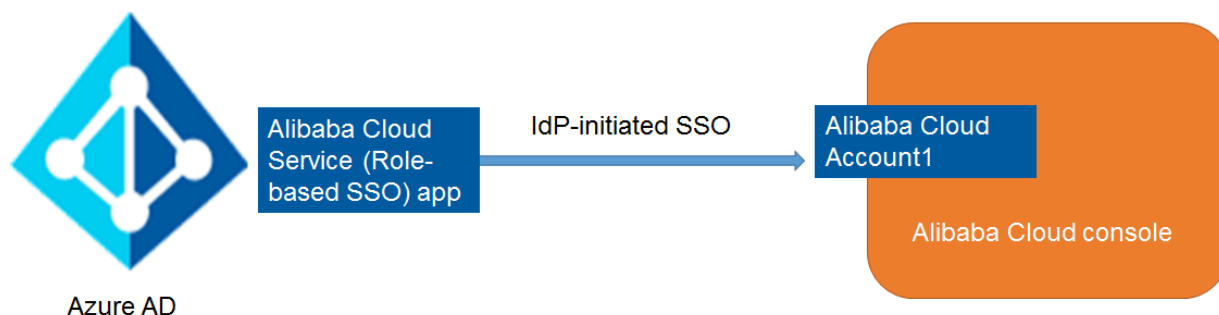 Alibaba Cloud
Service (Role-
based SSO) app
IdP-initiated SSO
Alibaba Cloud
Account1
Alibaba Cloud console
Azure AD